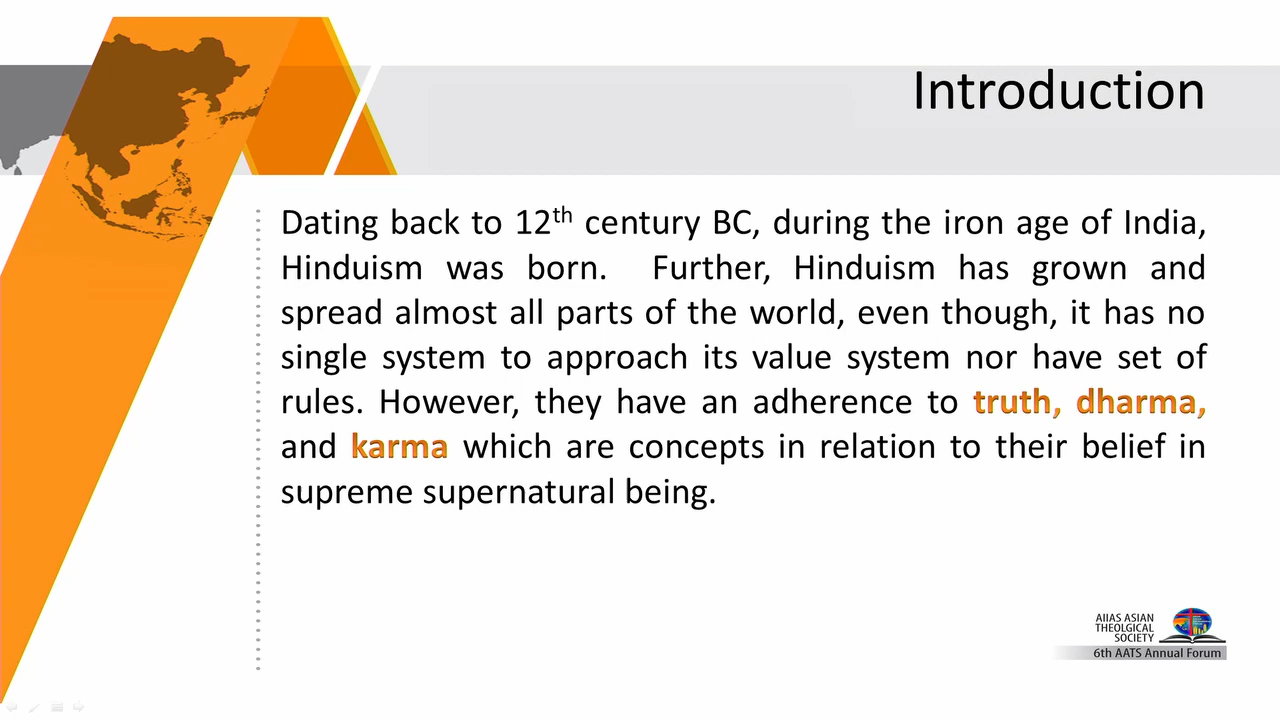 Introduction
Dating back to 12th century BC, during the iron age of India,
Hinduism was born. Further, Hinduism has grown and
spread almost all parts of the world, even though, it has no
single system to approach its value system nor have set of
rules. However, they have an adherence to truth, dharma,
and karma which are concepts in relation to their belief in
supreme supernatural being.
AIIAS ASIAN
THEOLGICAL
SOCIETY
6th AATS Annual Forum